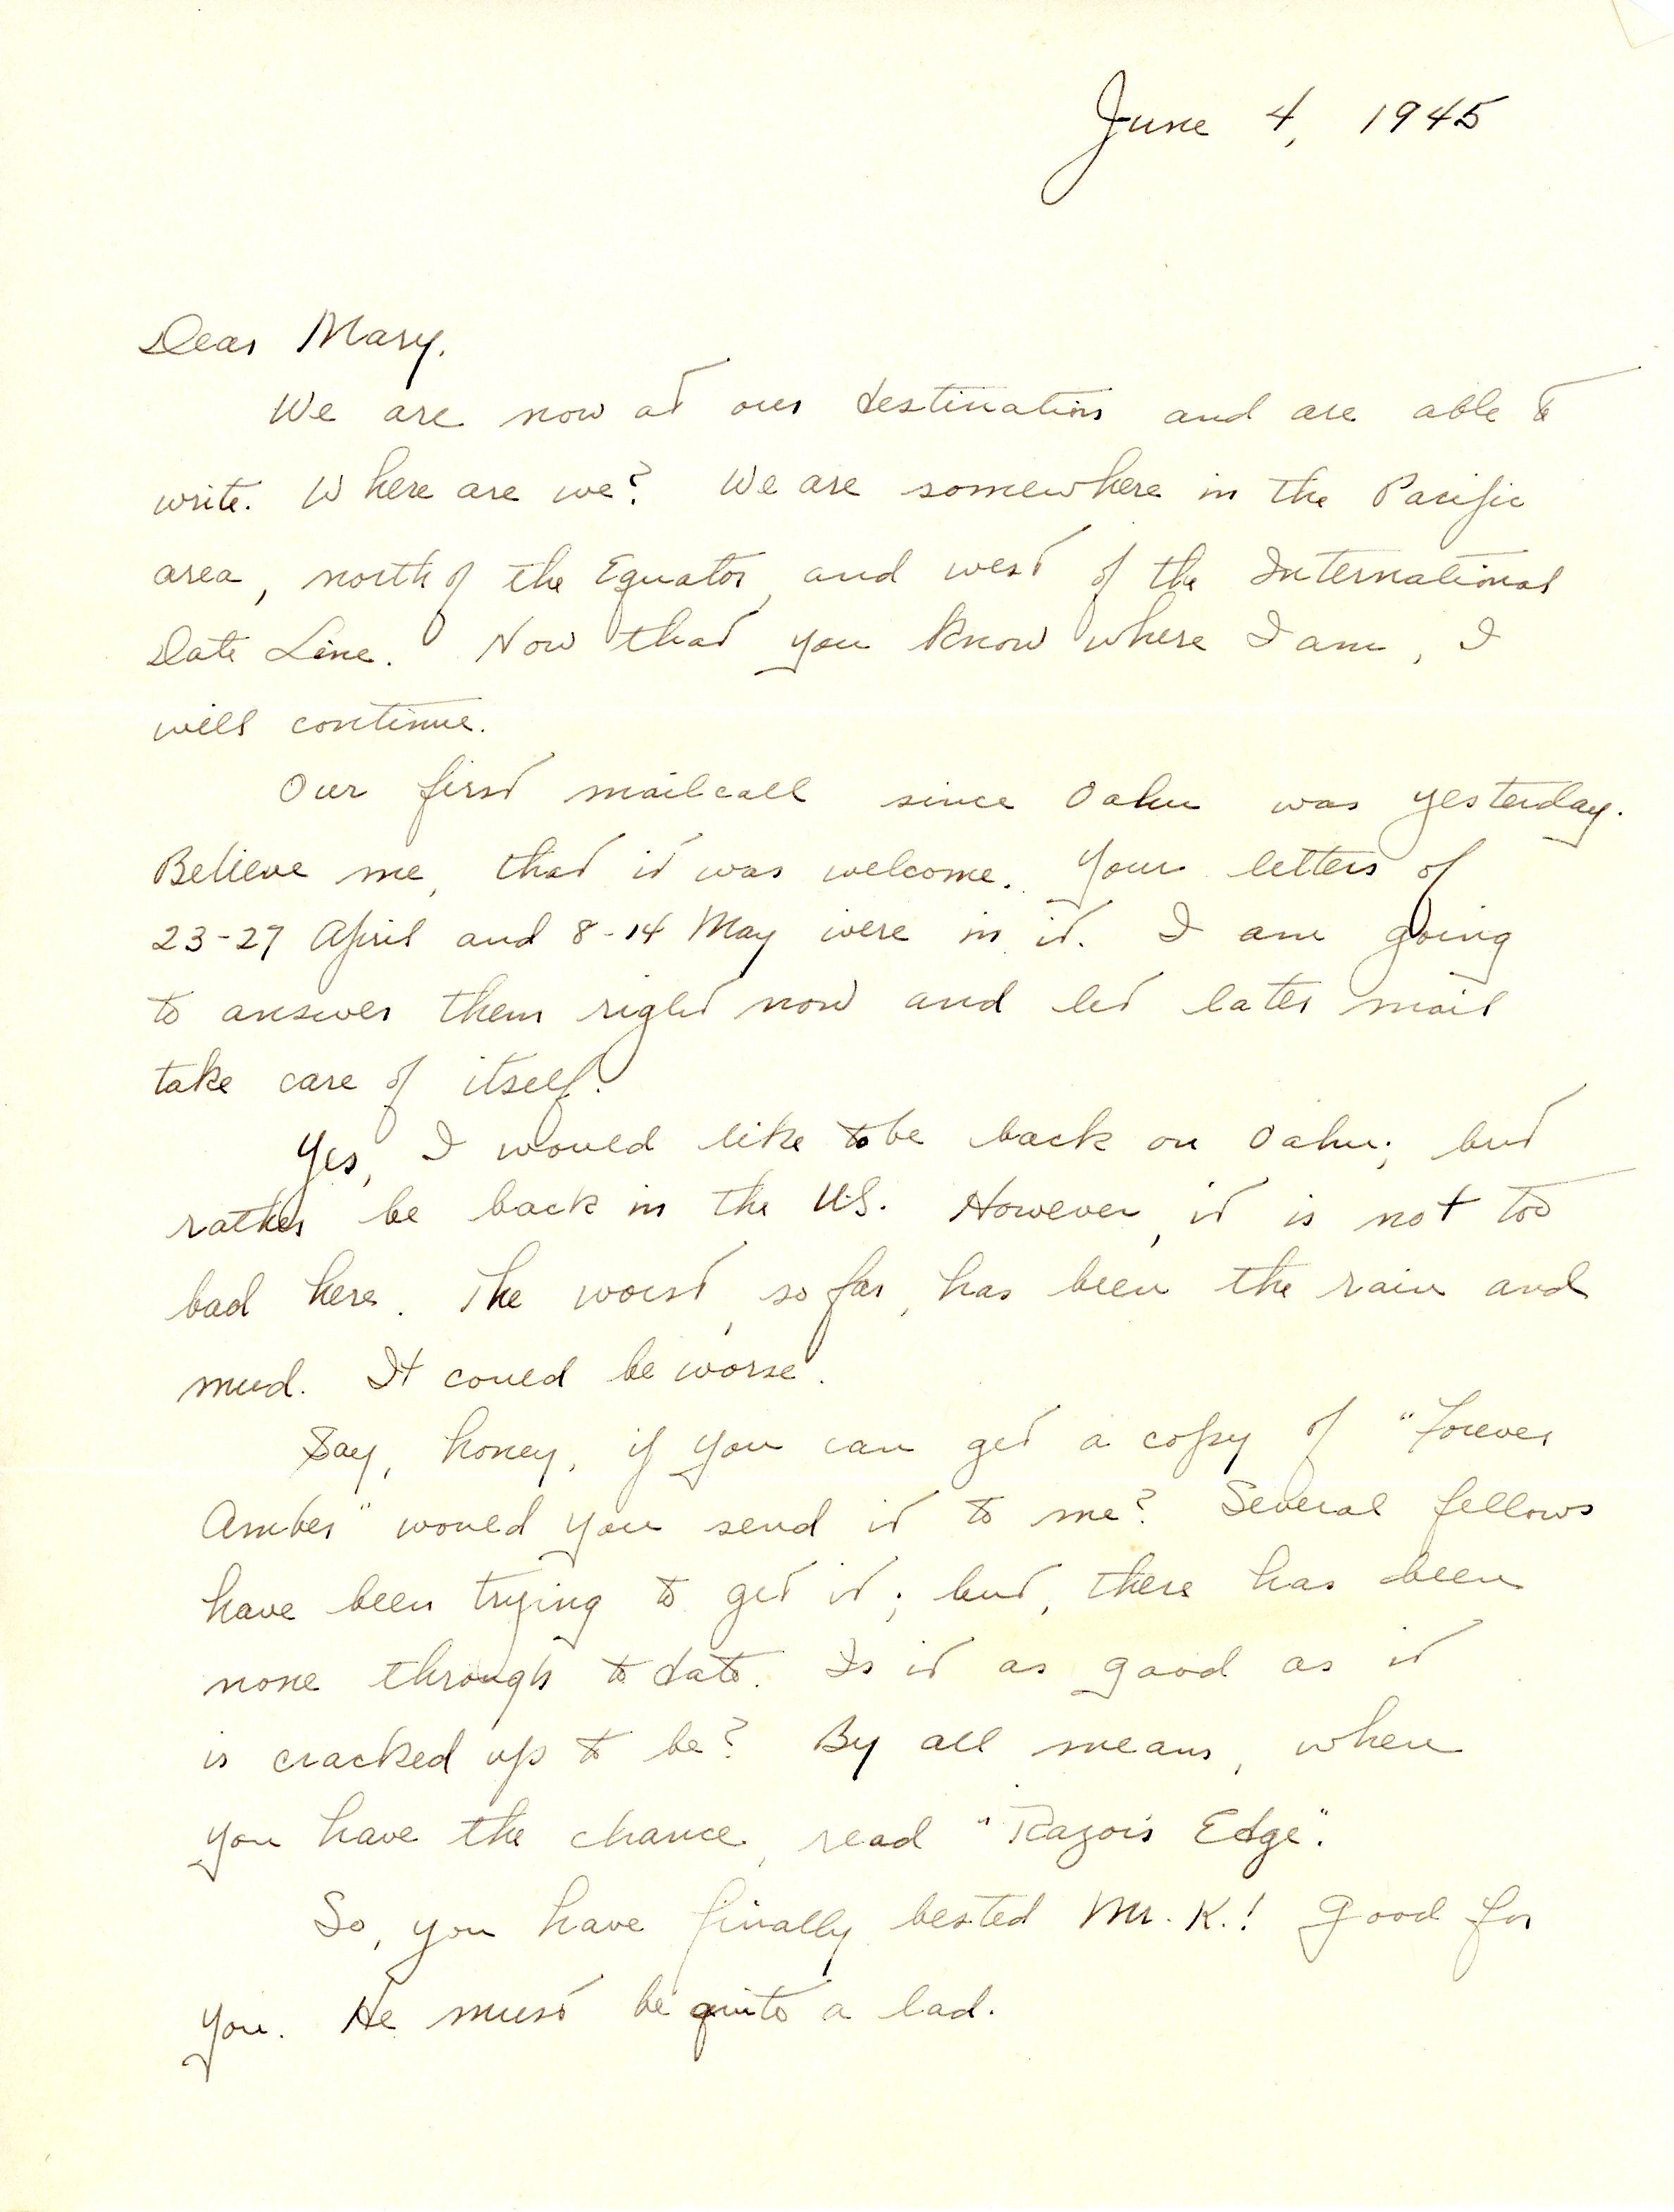 June 4, 1945
Dear Mary.
We are now at our destination and are able to
write. Where are we? We are somewhere in the Pacific
area, north of the Equator, and west of the International
Date Line. Now that you know where I am, I
will continue.
Our first mailcall since Oahu was yesterday.
Believe me, that it was welcome. Your letters of
23-27 April and 8-14 May were in it. I am going
to answer them right now and let later mail
take care of itself.
Yes, I would like to be back on Oahu; but
rather be back in the U.S. However, it is not too
bad here. The worst, so far, has been the rain and
mud. It could be worse.
Say, honey, if you can get a copy of "Forever
Amber" would you send it to me? Several fellows
have been trying to get it; but, there has been
none through to date. Is it as good as it
is cracked up to be? By all means, when
you have the chance, read "Razor's Edge".
So, you have finally bested Mr. K.! Good for
you. He must be quite a lad.